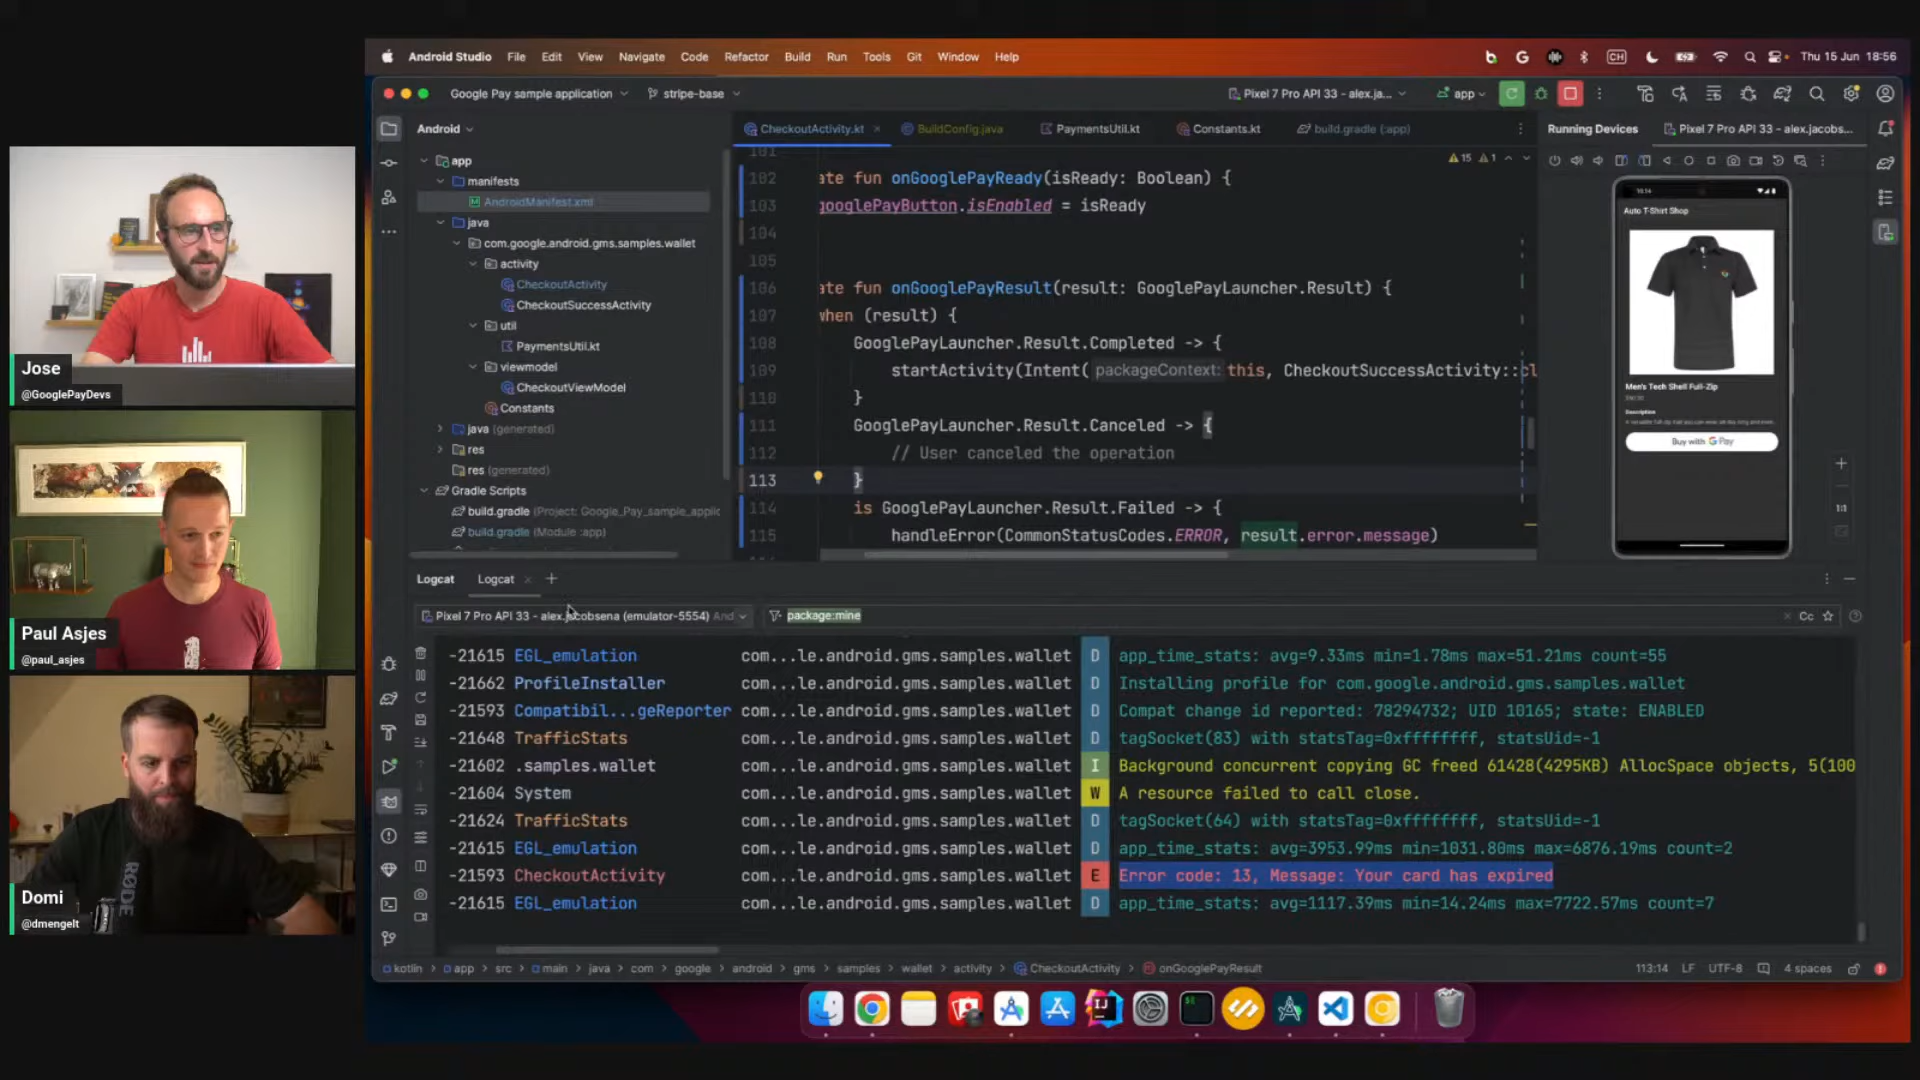 Android Studio File Edit View Navigate Code Refactor Build Run Tools Git Window Help
CH
Thu 15 Jun 18:56
Google Pay sample application
stripe-base
Pixel 7 Pro API 33 - alex.ja...
app
Android
CheckoutActivity.kt
BuildConfig.java
PaymentsUtil.kt
Constants.kt
build.gradle (:app)
Running Devices
Pixel 7 Pro API 33 - alex.jacobs...
app
manifests
AndroidManifest.xml
java
com.google.android.gms.samples.wallet
activity
CheckoutActivity
CheckoutSuccessActivity
util
PaymentsUtil.kt
viewmodel
CheckoutViewModel
Constants
java (generated)
res
res (generated)
Gradle Scripts
build.gradle (Project: Google_Pay_sample_applic
build.gradle (Module :app)
15 1
101
102 ate fun onGooglePayReady(isReady: Boolean) {
103 googlePayButton.isEnabled = isReady
104
105
106 ate fun onGooglePayResult(result: GooglePayLauncher.Result) {
107 when (result) {
108 GooglePayLauncher.Result.Completed -> {
109 startActivity(Intent( packageContext: this, CheckoutSuccessActivity::cl
110 }
111 GooglePayLauncher.Result.Canceled -> {
112 // User canceled the operation
113 }
114 is GooglePayLauncher.Result.Failed -> {
115 handleError(CommonStatusCodes.ERROR, result.error.message)
Auto T-Shirt Shop
Men's Tech Shell Full-Zip
Description
Buy with G Pay
1:1
Logcat
Logcat
Pixel 7 Pro API 33 - alex.jacobsena (emulator-5554) And
package:mine
Cc
-21615 EGL_emulation com...le.android.gms.samples.wallet D app_time_stats: avg=9.33ms min=1.78ms max=51.21ms count=55
-21662 ProfileInstaller com...le.android.gms.samples.wallet D Installing profile for com.google.android.gms.samples.wallet
-21593 Compatibil...geReporter com...le.android.gms.samples.wallet D Compat change id reported: 78294732; UID 10165; state: ENABLED
-21648 TrafficStats com...le.android.gms.samples.wallet D tagSocket(83) with statsTag=0xffffffff, statsUid=-1
-21602 .samples.wallet com...le.android.gms.samples.wallet I Background concurrent copying GC freed 61428(4295KB) AllocSpace objects, 5(100
-21604 System com...le.android.gms.samples.wallet W A resource failed to call close.
-21624 TrafficStats com...le.android.gms.samples.wallet D tagSocket(64) with statsTag=0xffffffff, statsUid=-1
-21615 EGL_emulation com...le.android.gms.samples.wallet D app_time_stats: avg=3953.99ms min=1031.80ms max=6876.19ms count=2
-21593 CheckoutActivity com...le.android.gms.samples.wallet E Error code: 13, Message: Your card has expired
-21615 EGL_emulation com...le.android.gms.samples.wallet D app_time_stats: avg=1117.39ms min=14.24ms max=7722.57ms count=7
kotlin > app > src > main > java > com > google > android > gms > samples > wallet > activity > CheckoutActivity > onGooglePayResult
113:14 LF UTF-8 4 spaces
Jose
@GooglePayDevs
Paul Asjes
@paul_asjes
RØDE
Domi
@dmengelt